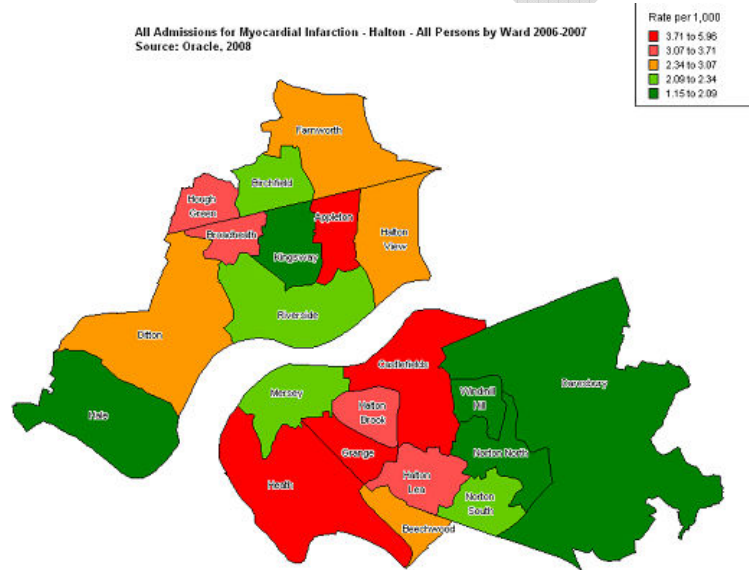 All Admissions for Myocardial Infarction - Halton - All Persons by Ward 2006-2007
Source: Oracle, 2008
Rate per 1,000
3.71 to 5.96
3.07 to 3.71
2.34 to 3.07
2.09 to 2.34
1.15 to 2.09
Farnworth
Birchfield
Hough
Green
Appleton
Broadheath
Halton
View
Kingsway
Riverside
Ditton
Castlefields
Daresbury
Mersey
Windmill
Hill
Halton
Brook
Hale
Grange
Norton North
Heath
Halton
Lea
Norton
South
Beechwood